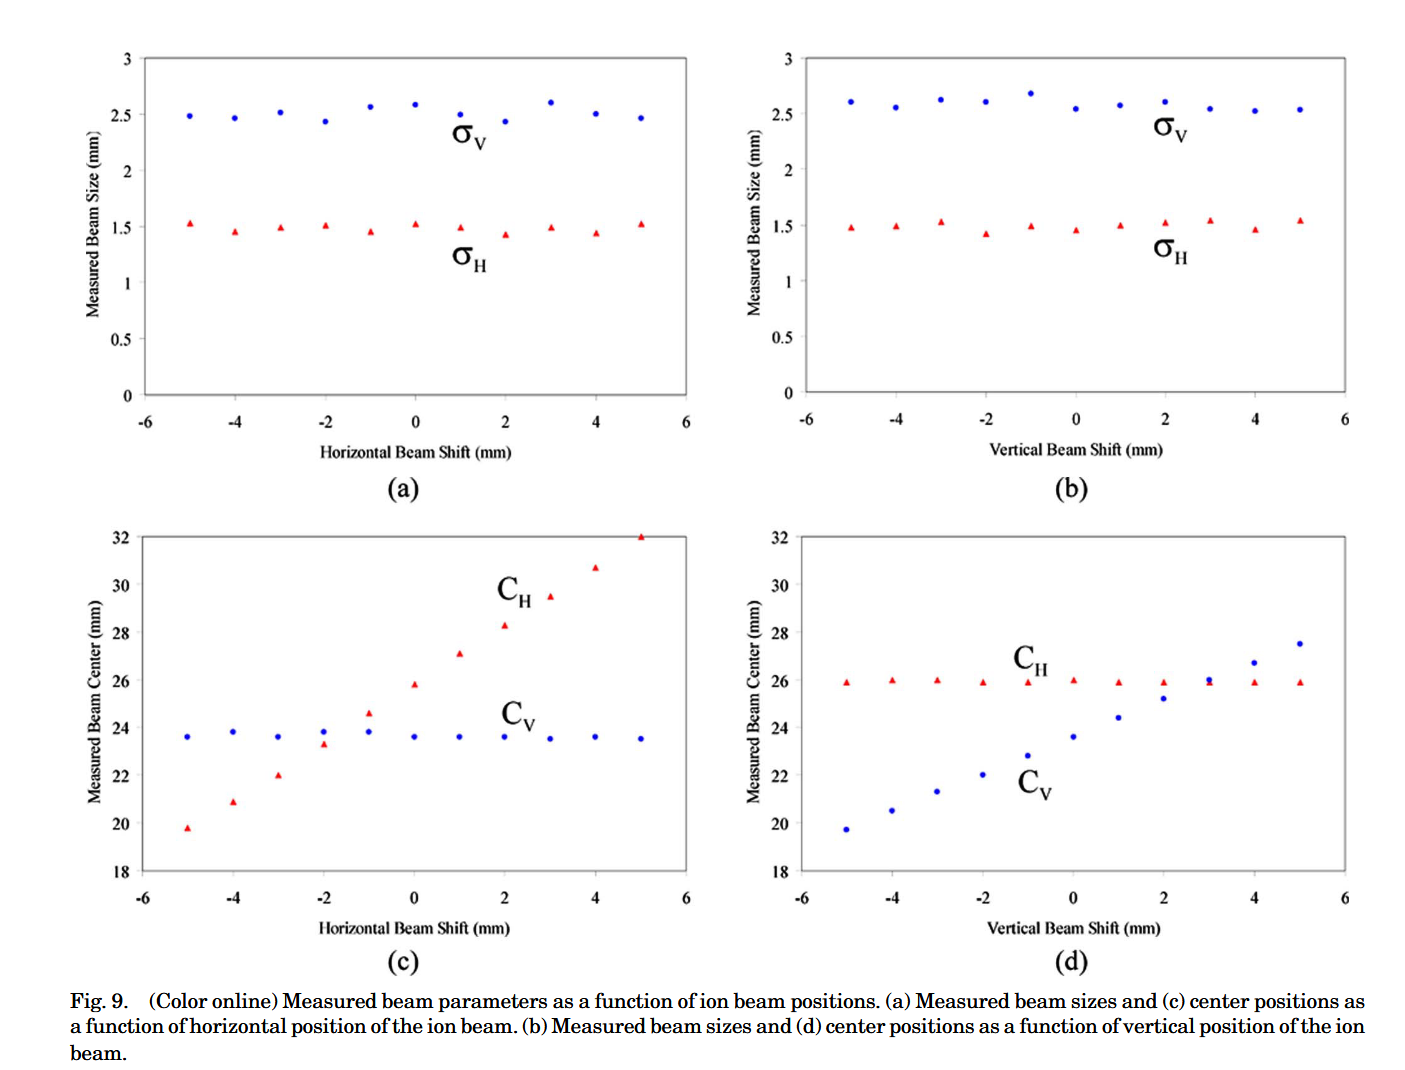 3
2.5
2
1.5
1
0.5
0
-6 -4 -2 0 2 4 6
Measured Beam Size (mm)
σV
σH
Horizontal Beam Shift (mm)
(a)
3
2.5
2
1.5
1
0.5
0
-6 -4 -2 0 2 4 6
Measured Beam Size (mm)
σV
σH
Vertical Beam Shift (mm)
(b)
32
30
28
26
24
22
20
18
-6 -4 -2 0 2 4 6
Measured Beam Center (mm)
CH
CV
Horizontal Beam Shift (mm)
(c)
32
30
28
26
24
22
20
18
-6 -4 -2 0 2 4 6
Measured Beam Center (mm)
CH
CV
Vertical Beam Shift (mm)
(d)
Fig. 9. (Color online) Measured beam parameters as a function of ion beam positions. (a) Measured beam sizes and (c) center positions as
a function of horizontal position of the ion beam. (b) Measured beam sizes and (d) center positions as a function of vertical position of the ion
beam.